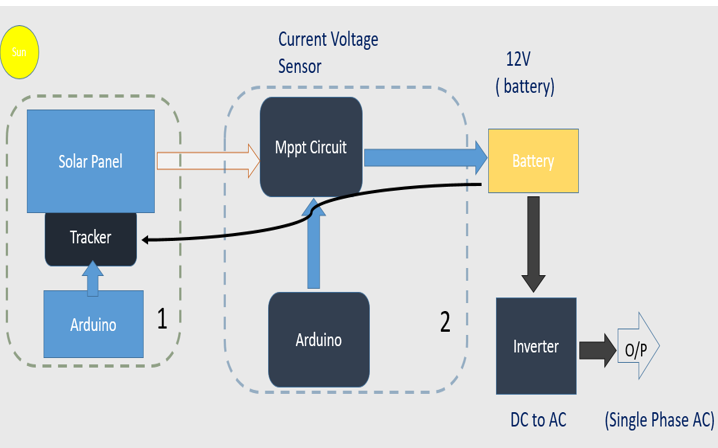 Sun
Current Voltage
Sensor
12V
( battery)
Solar Panel
Mppt Circuit
Battery
Tracker
Arduino
1
Arduino
2
Inverter
O/P
DC to AC
(Single Phase AC)